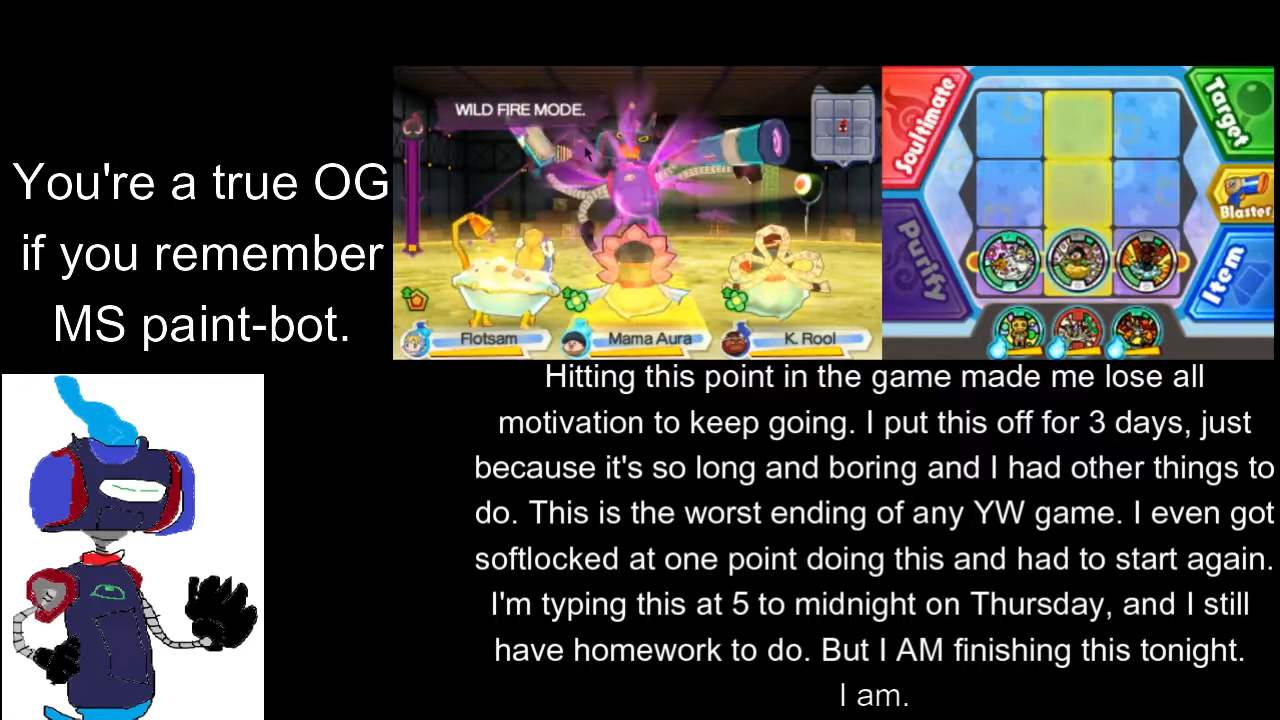 You're a true OG
if you remember
MS paint-bot.
WILD FIRE MODE.
Flotsam
Mama Aura
K. Rool
Soultimate
Target
Blaster
Purify
Item
Hitting this point in the game made me lose all
motivation to keep going. I put this off for 3 days, just
because it's so long and boring and I had other things to
do. This is the worst ending of any YW game. I even got
softlocked at one point doing this and had to start again.
I'm typing this at 5 to midnight on Thursday, and I still
have homework to do. But I AM finishing this tonight.
I am.